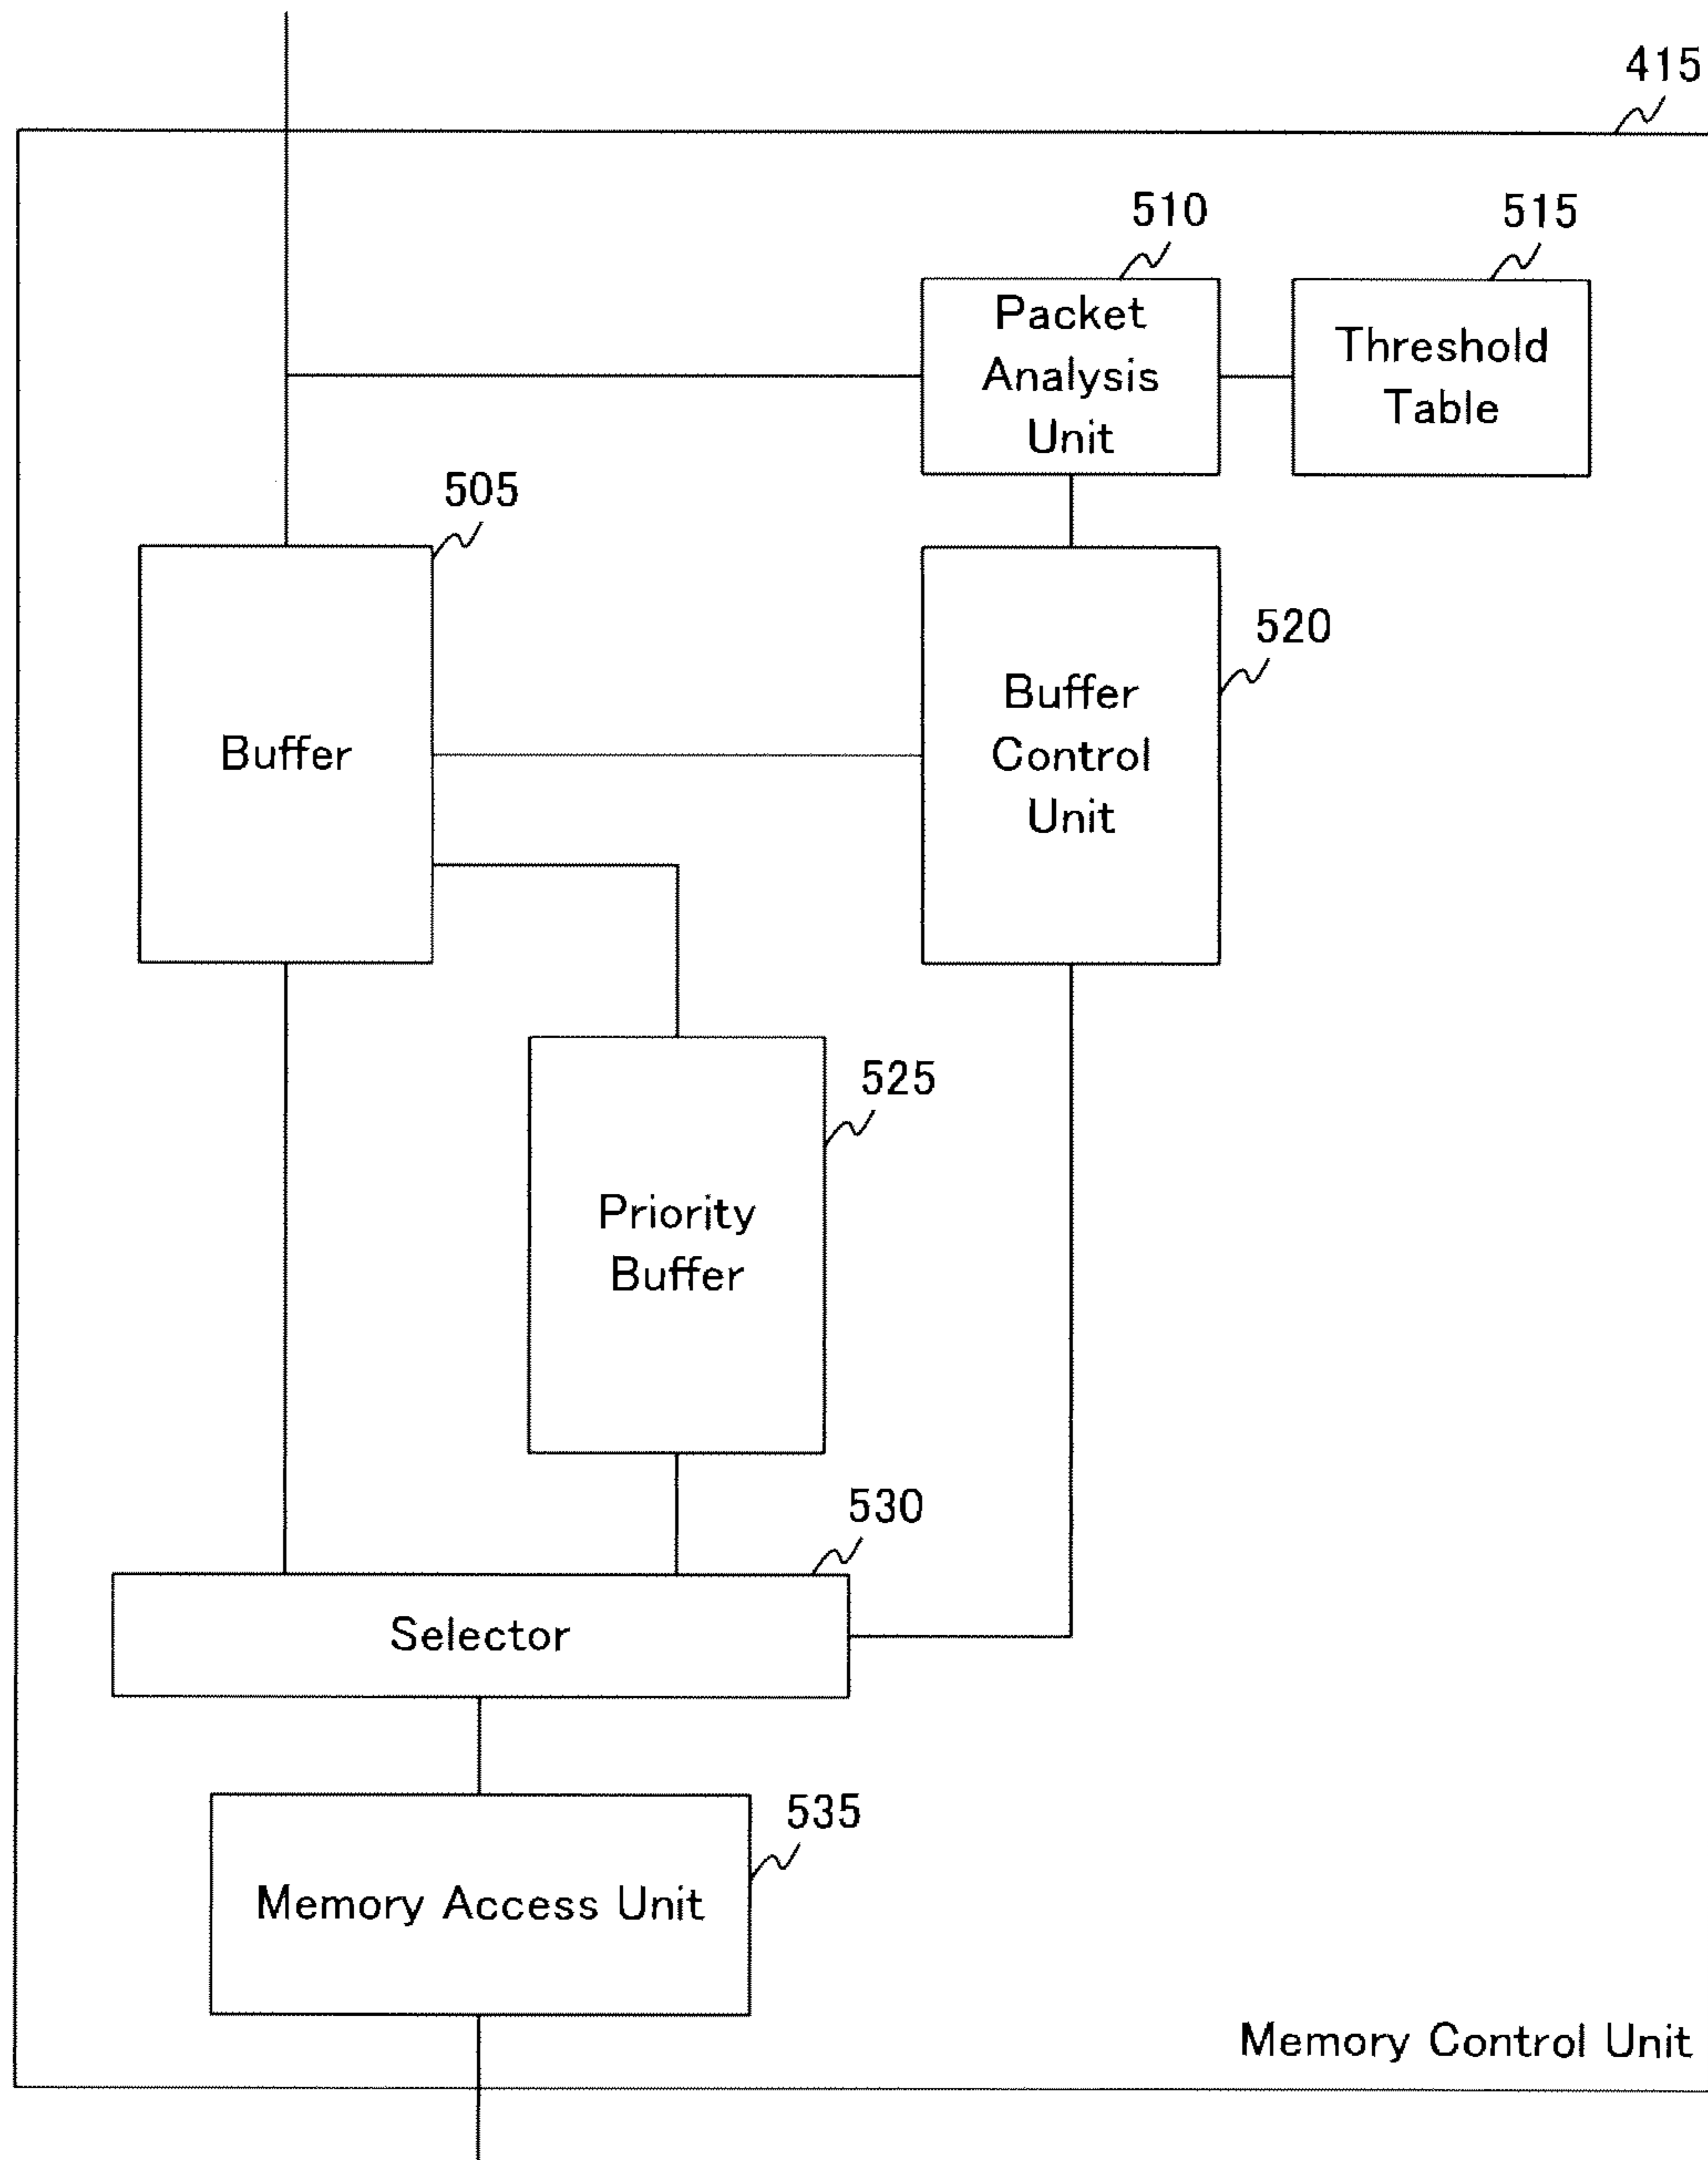 415
510
515
Packet
Analysis
Unit
Threshold
Table
505
520
Buffer
Buffer
Control
Unit
525
Priority
Buffer
530
Selector
535
Memory Access Unit
Memory Control Unit